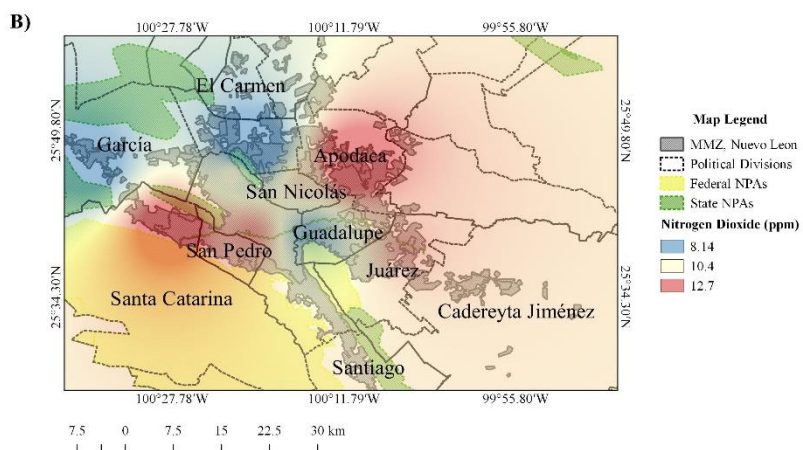 B)
100°27.78'W 100°11.79'W 99°55.80'W
25°49.80'N
25°34.30'N
El Carmen
García
Apodaca
San Nicolás
Guadalupe
San Pedro
Juárez
Santa Catarina
Cadereyta Jiménez
Santiago
25°49.80'N
25°34.30'N
100°27.78'W 100°11.79'W 99°55.80'W
7.5 0 7.5 15 22.5 30 km
Map Legend
MMZ, Nuevo Leon
Political Divisions
Federal NPAs
State NPAs
Nitrogen Dioxide (ppm)
8.14
10.4
12.7